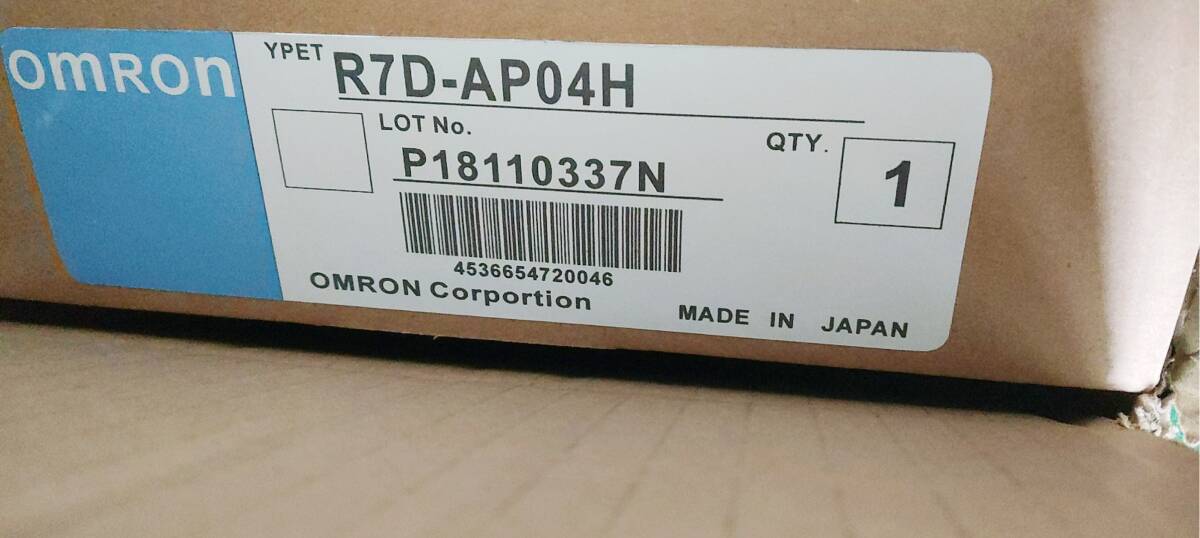 OMRON
YPET R7D-AP04H
LOT No.
P18110337N
QTY.
1
4536654720046
OMRON Corportion
MADE IN JAPAN